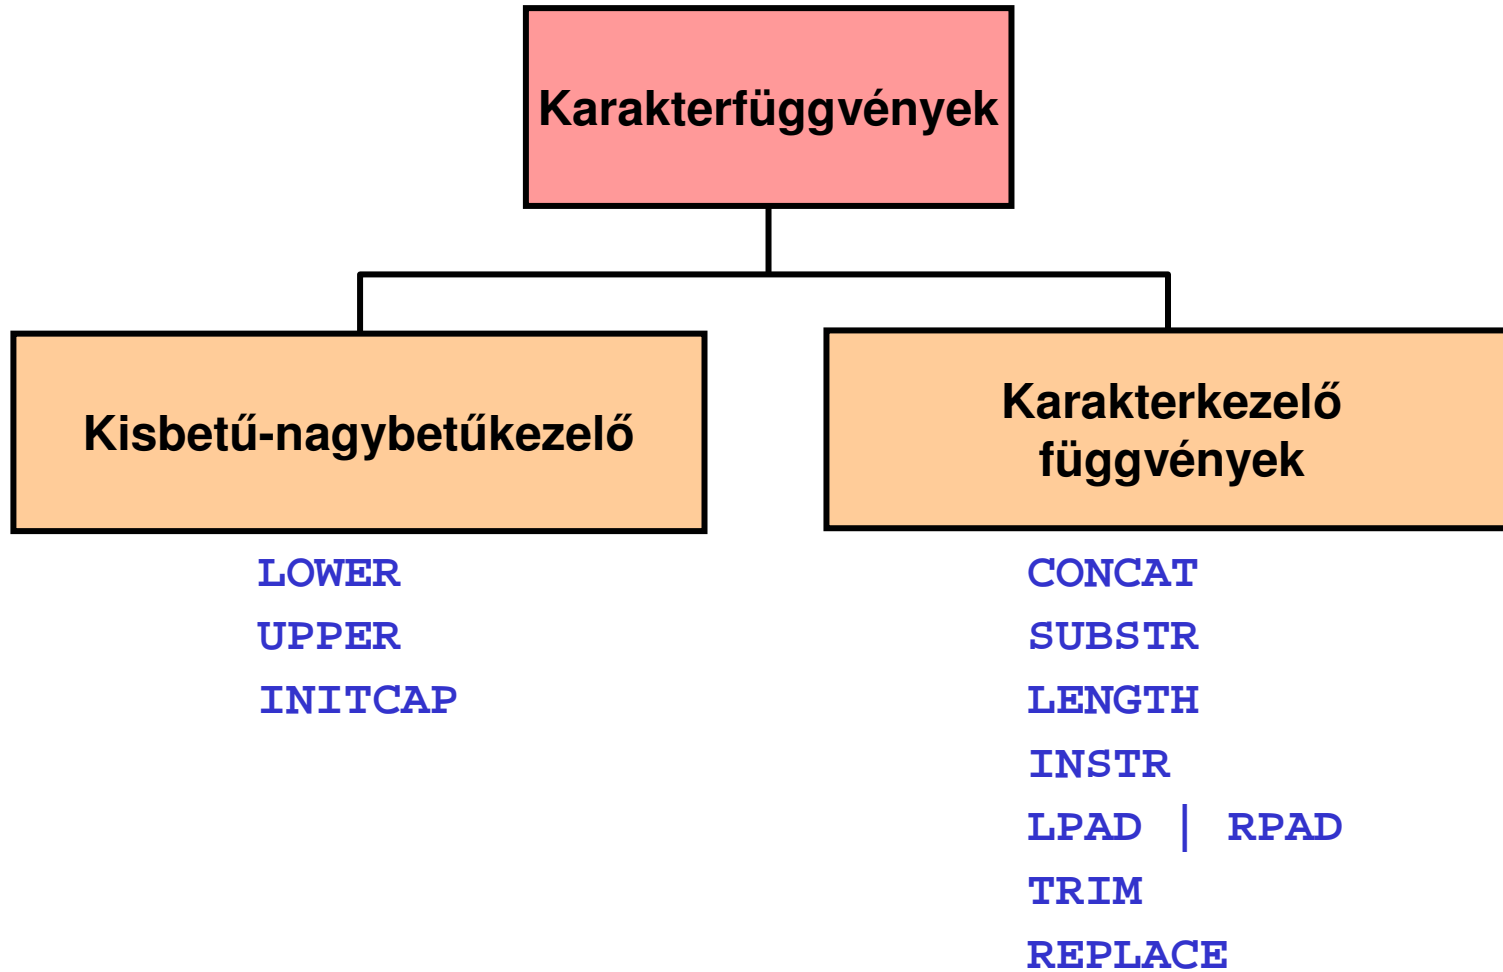 Karakterfüggvények
Kisbetű-nagybetűkezelő
LOWER
UPPER
INITCAP
Karakterkezelő
függvények
CONCAT
SUBSTR
LENGTH
INSTR
LPAD | RPAD
TRIM
REPLACE